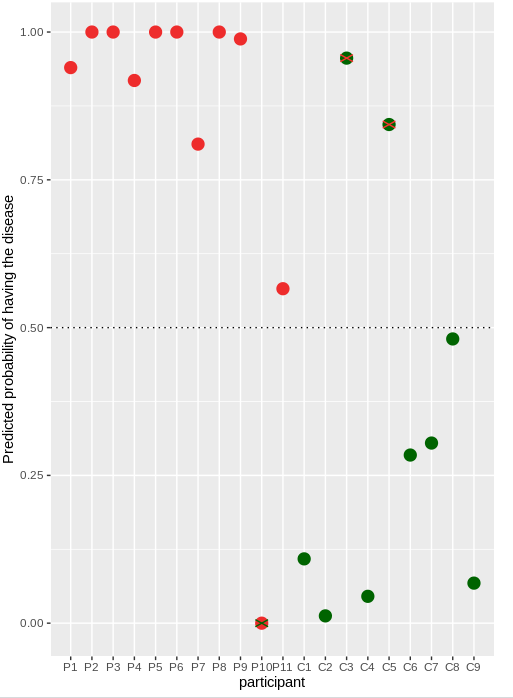 Predicted probability of having the disease
1.00
0.75
0.50
0.25
0.00
P1 P2 P3 P4 P5 P6 P7 P8 P9 P10 P11 C1 C2 C3 C4 C5 C6 C7 C8 C9
participant